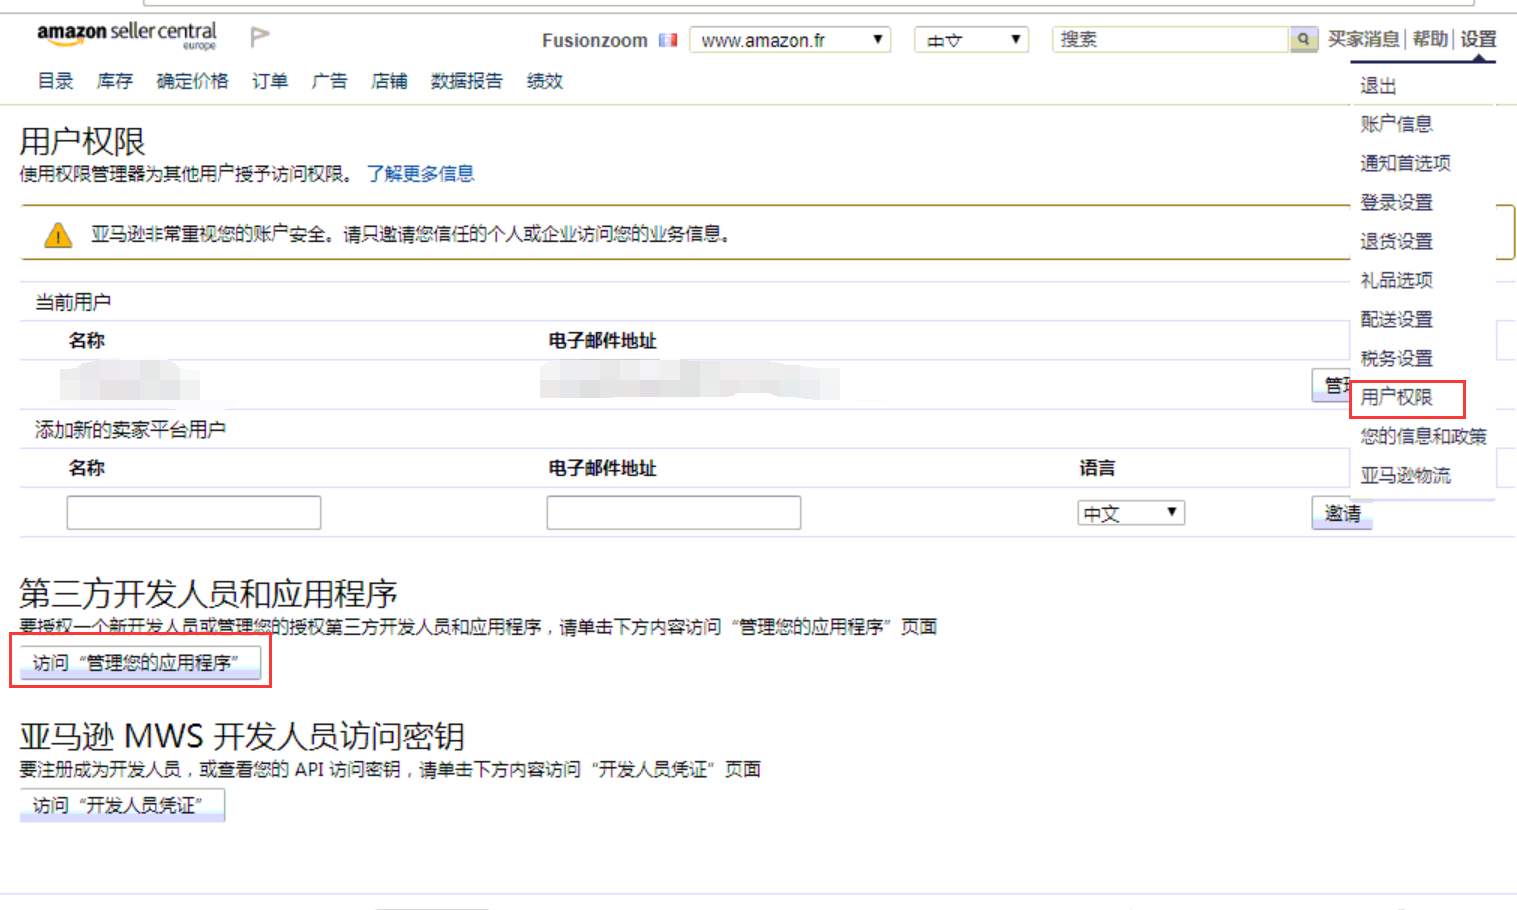 amazon seller central
europe
Fusionzoom
www.amazon.fr
中文
搜索
买家消息 | 帮助 | 设置
目录 库存 确定价格 订单 广告 店铺 数据报告 绩效
退出
账户信息
通知首选项
登录设置
退货设置
礼品选项
配送设置
税务设置
用户权限
您的信息和政策
亚马逊物流
用户权限
使用权限管理器为其他用户授予访问权限。 了解更多信息
亚马逊非常重视您的账户安全。请只邀请您信任的个人或企业访问您的业务信息。
当前用户
名称 电子邮件地址
添加新的卖家平台用户
名称 电子邮件地址 语言
中文 邀请
第三方开发人员和应用程序
要授权一个新开发人员或管理您的授权第三方开发人员和应用程序，请单击下方内容访问“管理您的应用程序”页面
访问“管理您的应用程序”
亚马逊 MWS 开发人员访问密钥
要注册成为开发人员，或查看您的 API 访问密钥，请单击下方内容访问“开发人员凭证”页面
访问“开发人员凭证”